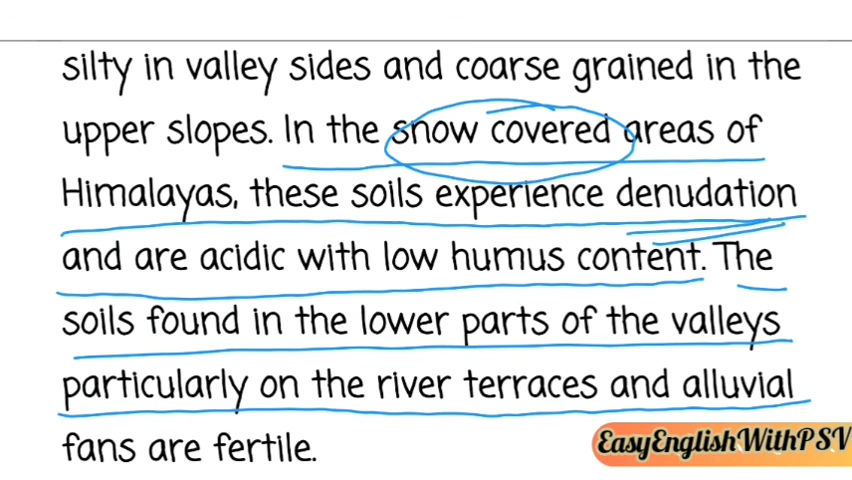 silty in valley sides and coarse grained in the
upper slopes. In the snow covered areas of
Himalayas, these soils experience denudation
and are acidic with low humus content. The
soils found in the lower parts of the valleys
particularly on the river terraces and alluvial
fans are fertile.
EasyEnglishWithPSV